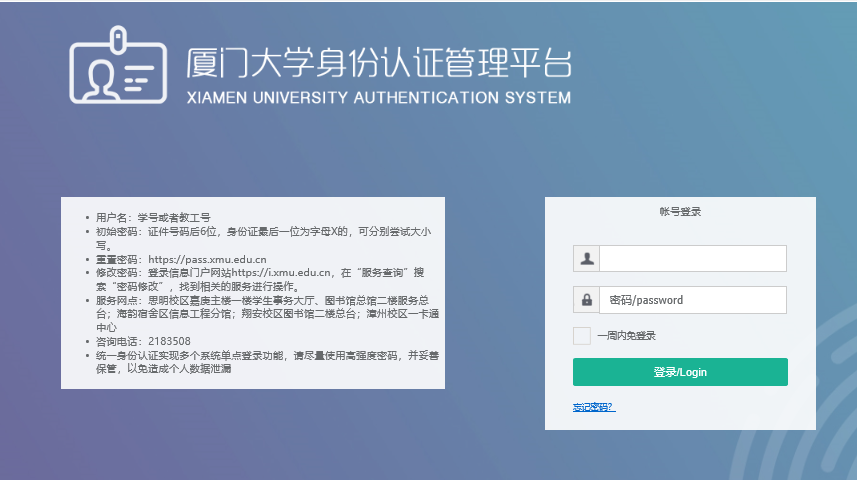 厦门大学身份认证管理平台
XIAMEN UNIVERSITY AUTHENTICATION SYSTEM
• 用户名：学号或者教工号
• 初始密码：证件号码后6位，身份证最后一位为字母X的，可分别尝试大小
写。
• 重置密码：https://pass.xmu.edu.cn
• 修改密码：登录信息门户网站https://i.xmu.edu.cn，在“服务查询”搜
索“密码修改”，找到相关的服务进行操作。
• 服务网点：思明校区嘉庚主楼一楼学生事务大厅、图书馆总馆二楼服务总
台；海韵宿舍区信息工程分馆；翔安校区图书馆二楼总台；漳州校区一卡通
中心
• 咨询电话：2183508
• 统一身份认证实现多个系统单点登录功能，请尽量使用高强度密码，并妥善
保管，以免造成个人数据泄漏
帐号登录
密码/password
一周内免登录
登录/Login
忘记密码?